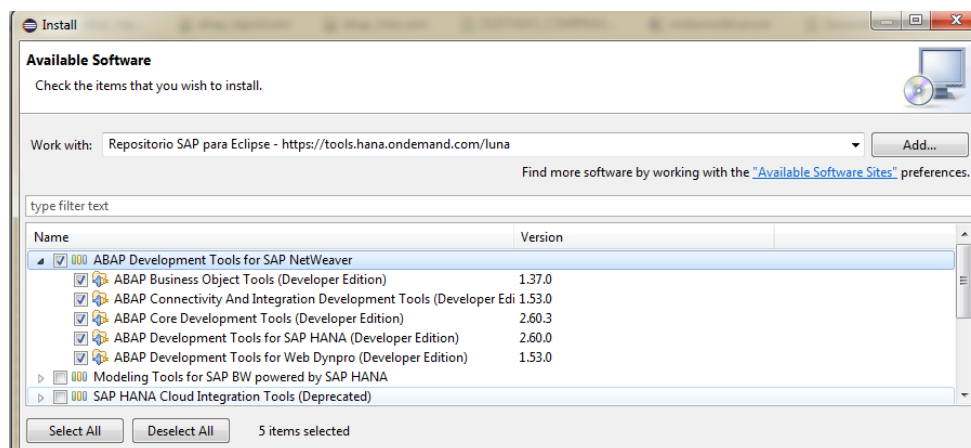 Install
Available Software
Check the items that you wish to install.
Work with: Repositorio SAP para Eclipse - https://tools.hana.ondemand.com/luna Add...
Find more software by working with the "Available Software Sites" preferences.
type filter text
Name Version
ABAP Development Tools for SAP NetWeaver
ABAP Business Object Tools (Developer Edition) 1.37.0
ABAP Connectivity And Integration Development Tools (Developer Edi 1.53.0
ABAP Core Development Tools (Developer Edition) 2.60.3
ABAP Development Tools for SAP HANA (Developer Edition) 2.60.0
ABAP Development Tools for Web Dynpro (Developer Edition) 1.53.0
Modeling Tools for SAP BW powered by SAP HANA
SAP HANA Cloud Integration Tools (Deprecated)
Select All Deselect All 5 items selected